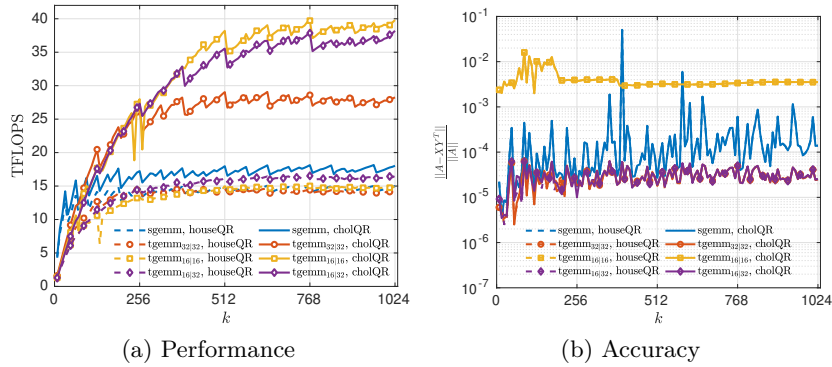 40
35
30
25
20
15
10
5
0
TFLOPS
sgemm, houseQR
tgemm32|32, houseQR
tgemm16|16, houseQR
tgemm16|32, houseQR
sgemm, cholQR
tgemm32|32, cholQR
tgemm16|16, cholQR
tgemm16|32, cholQR
0 256 512 768 1024
k
(a) Performance
10^-1
10^-2
10^-3
10^-4
10^-5
10^-6
10^-7
||A−XY^T||
||A||
sgemm, houseQR
tgemm32|32, houseQR
tgemm16|16, houseQR
tgemm16|32, houseQR
sgemm, cholQR
tgemm32|32, cholQR
tgemm16|16, cholQR
tgemm16|32, cholQR
0 256 512 768 1024
k
(b) Accuracy